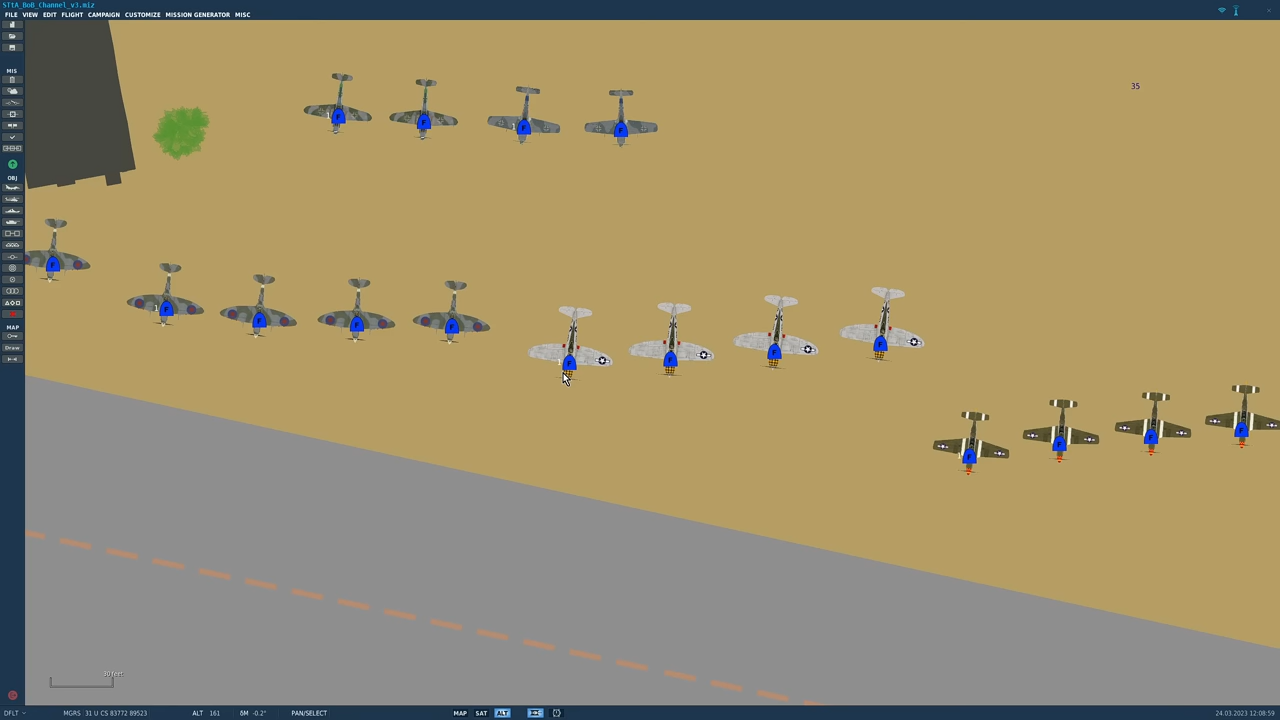 STtA_BoB_Channel_v3.miz
FILE VIEW EDIT FLIGHT CAMPAIGN CUSTOMIZE MISSION GENERATOR MISC
MIS
35
OBJ
MAP
Draw
F F F F
F F F F F
F F F F
F F F F
30 feet
DFLT MGRS 31 U CS 83772 89523 ALT 161 δM -0.2° PAN/SELECT MAP SAT ALT 24.03.2023 12:08:59